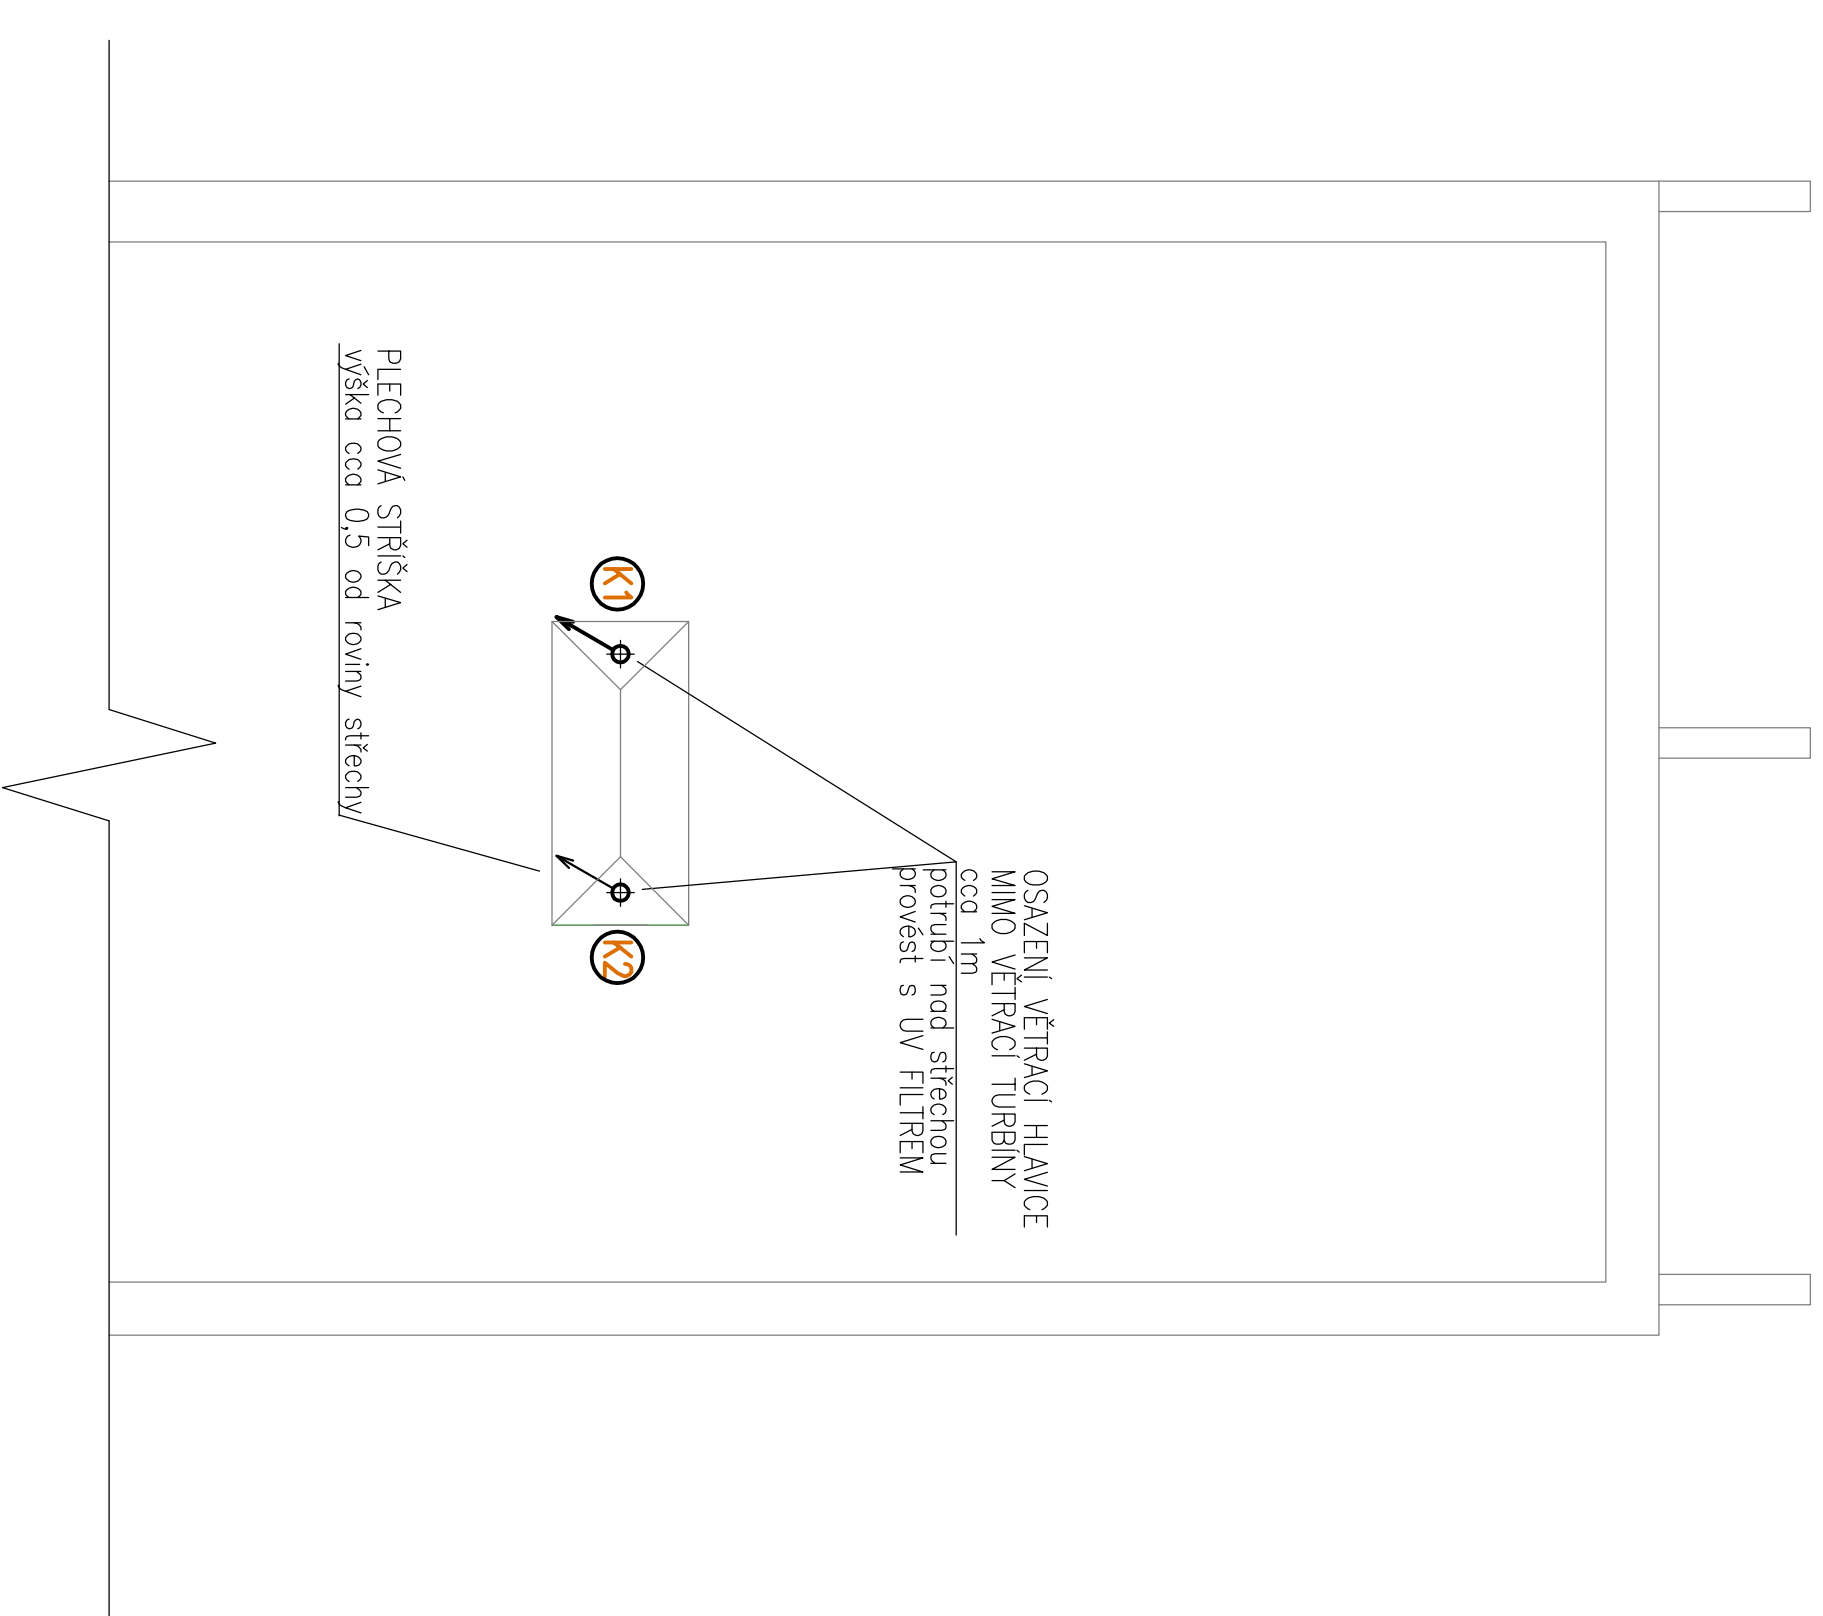 PLECHOVÁ STŘÍŠKA
výška cca 0,5 od roviny střechy
K1
K2
OSAZENÍ VĚTRACÍ HLAVICE
MIMO VĚTRACÍ TURBÍNY
cca 1m
potrubí nad střechou
provést s UV FILTREM